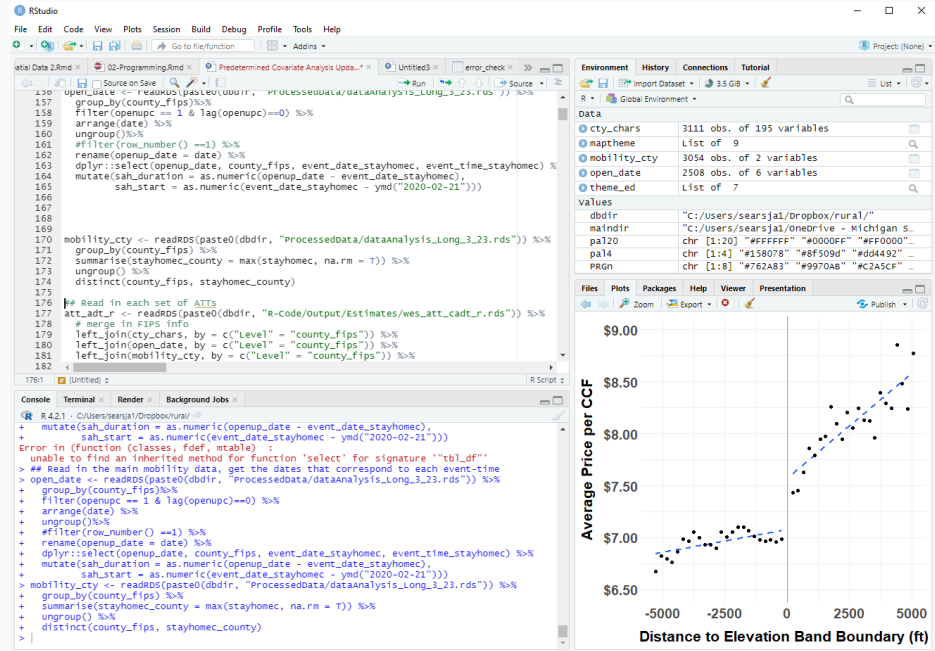 RStudio
File Edit Code View Plots Session Build Debug Profile Tools Help
Go to file/function Addins Project: (None)
atial Data 2.Rmd × 02-Programming.Rmd × Predetermined Covariate Analysis Upda...* × Untitled3 × error_check ×
Source on Save Run Source
156 open_date <- readRDS(paste0(dbdir, "ProcessedData/dataAnalysis_Long_3_23.rds")) %>%
157 group_by(county_fips)%>%
158 filter(openupc == 1 & lag(openupc)==0) %>%
159 arrange(date) %>%
160 ungroup()%>%
161 #filter(row_number() ==1) %>%
162 rename(openup_date = date) %>%
163 dplyr::select(openup_date, county_fips, event_date_stayhomec, event_time_stayhomec) %
164 mutate(sah_duration = as.numeric(openup_date - event_date_stayhomec),
165 sah_start = as.numeric(event_date_stayhomec - ymd("2020-02-21")))
166
167
168
169
170 mobility_cty <- readRDS(paste0(dbdir, "ProcessedData/dataAnalysis_Long_3_23.rds")) %>%
171 group_by(county_fips) %>%
172 summarise(stayhomec_county = max(stayhomec, na.rm = T)) %>%
173 ungroup() %>%
174 distinct(county_fips, stayhomec_county)
175
176 ## Read in each set of ATTs
177 att_adt_r <- readRDS(paste0(dbdir, "R-Code/Output/Estimates/wes_att_cadt_r.rds")) %>%
178 # merge in FIPS info
179 left_join(cty_chars, by = c("Level" = "county_fips")) %>%
180 left_join(open_date, by = c("Level" = "county_fips")) %>%
181 left_join(mobility_cty, by = c("Level" = "county_fips")) %>%
182
176:1 (Untitled) R Script
Console Terminal × Render × Background Jobs ×
R 4.2.1 · C:/Users/searsja1/Dropbox/rural/
+ mutate(sah_duration = as.numeric(openup_date - event_date_stayhomec),
+ sah_start = as.numeric(event_date_stayhomec - ymd("2020-02-21")))
Error in (function (classes, fdef, mtable) :
unable to find an inherited method for function 'select' for signature '"tbl_df"'
> ## Read in the main mobility data, get the dates that correspond to each event-time
> open_date <- readRDS(paste0(dbdir, "ProcessedData/dataAnalysis_Long_3_23.rds")) %>%
+ group_by(county_fips)%>%
+ filter(openupc == 1 & lag(openupc)==0) %>%
+ arrange(date) %>%
+ ungroup()%>%
+ #filter(row_number() ==1) %>%
+ rename(openup_date = date) %>%
+ dplyr::select(openup_date, county_fips, event_date_stayhomec, event_time_stayhomec) %>%
+ mutate(sah_duration = as.numeric(openup_date - event_date_stayhomec),
+ sah_start = as.numeric(event_date_stayhomec - ymd("2020-02-21")))
> mobility_cty <- readRDS(paste0(dbdir, "ProcessedData/dataAnalysis_Long_3_23.rds")) %>%
+ group_by(county_fips) %>%
+ summarise(stayhomec_county = max(stayhomec, na.rm = T)) %>%
+ ungroup() %>%
+ distinct(county_fips, stayhomec_county)
>
Environment History Connections Tutorial
Import Dataset 3.5 GiB List
R Global Environment
Data
cty_chars 3111 obs. of 195 variables
maptheme List of 9
mobility_cty 3054 obs. of 2 variables
open_date 2508 obs. of 6 variables
theme_ed List of 7
Values
dbdir "C:/Users/searsja1/Dropbox/rural/"
maindir "C:/Users/searsja1/OneDrive - Michigan S…
pal20 chr [1:20] "#FFFFFF" "#0000FF" "#FF0000"…
pal4 chr [1:4] "#158078" "#8f509d" "#dd4492" …
PRGn chr [1:8] "#762A83" "#9970AB" "#C2A5CF" …
Files Plots Packages Help Viewer Presentation
Zoom Export Publish
$9.00
$8.50
$8.00
$7.50
$7.00
$6.50
Average Price per CCF
-5000 -2500 0 2500 5000
Distance to Elevation Band Boundary (ft)